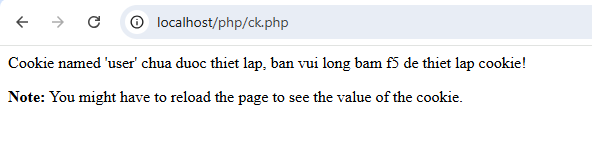 localhost/php/ck.php
Cookie named 'user' chua duoc thiet lap, ban vui long bam f5 de thiet lap cookie!
Note: You might have to reload the page to see the value of the cookie.